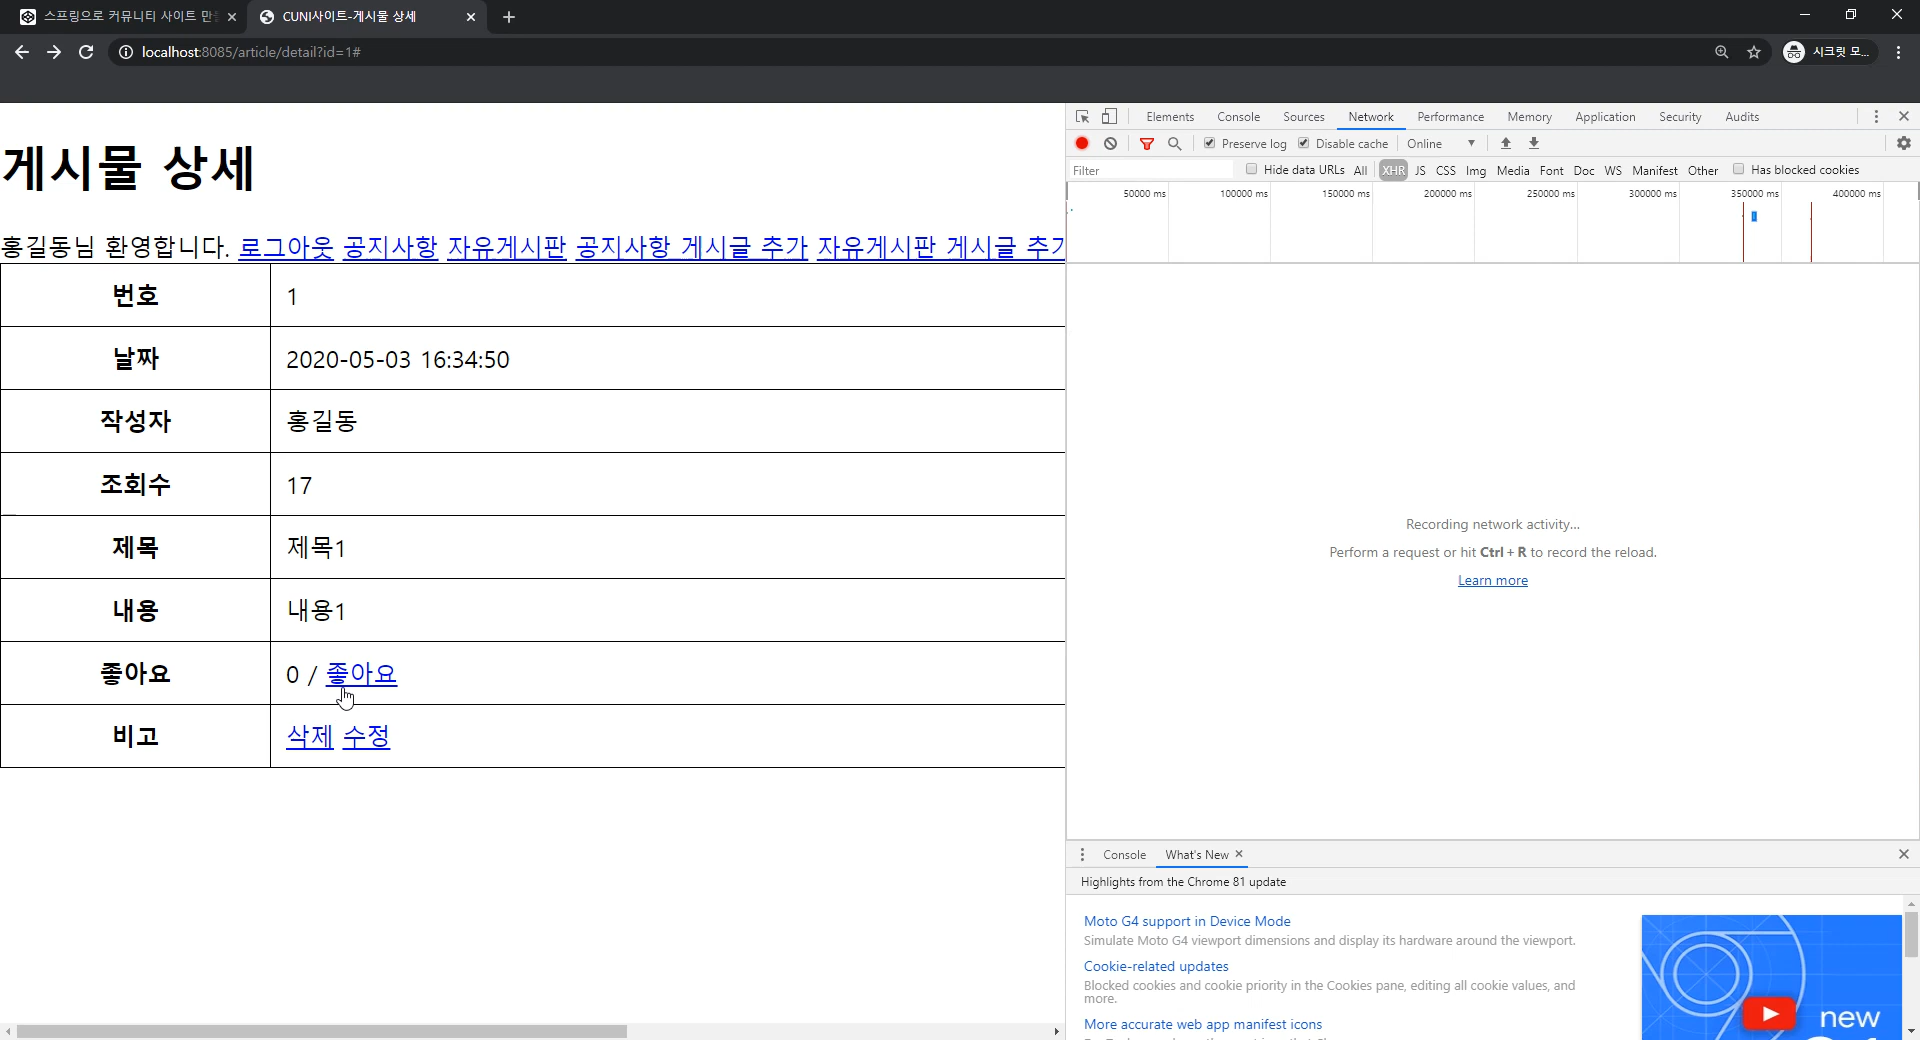 스프링으로 커뮤니티 사이트 만들
CUNI사이트-게시물 상세
localhost:8085/article/detail?id=1#
시크릿 모...
게시물 상세
홍길동님 환영합니다. 로그아웃 공지사항 자유게시판 공지사항 게시글 추가 자유게시판 게시글 추가
번호 1
날짜 2020-05-03 16:34:50
작성자 홍길동
조회수 17
제목 제목1
내용 내용1
좋아요 0 / 좋아요
비고 삭제 수정
Elements Console Sources Network Performance Memory Application Security Audits
Preserve log Disable cache Online
Filter Hide data URLs All XHR JS CSS Img Media Font Doc WS Manifest Other Has blocked cookies
50000 ms 100000 ms 150000 ms 200000 ms 250000 ms 300000 ms 350000 ms 400000 ms
Recording network activity...
Perform a request or hit Ctrl + R to record the reload.
Learn more
Console What's New
Highlights from the Chrome 81 update
Moto G4 support in Device Mode
Simulate Moto G4 viewport dimensions and display its hardware around the viewport.
Cookie-related updates
Blocked cookies and cookie priority in the Cookies pane, editing all cookie values, and
more.
More accurate web app manifest icons
new